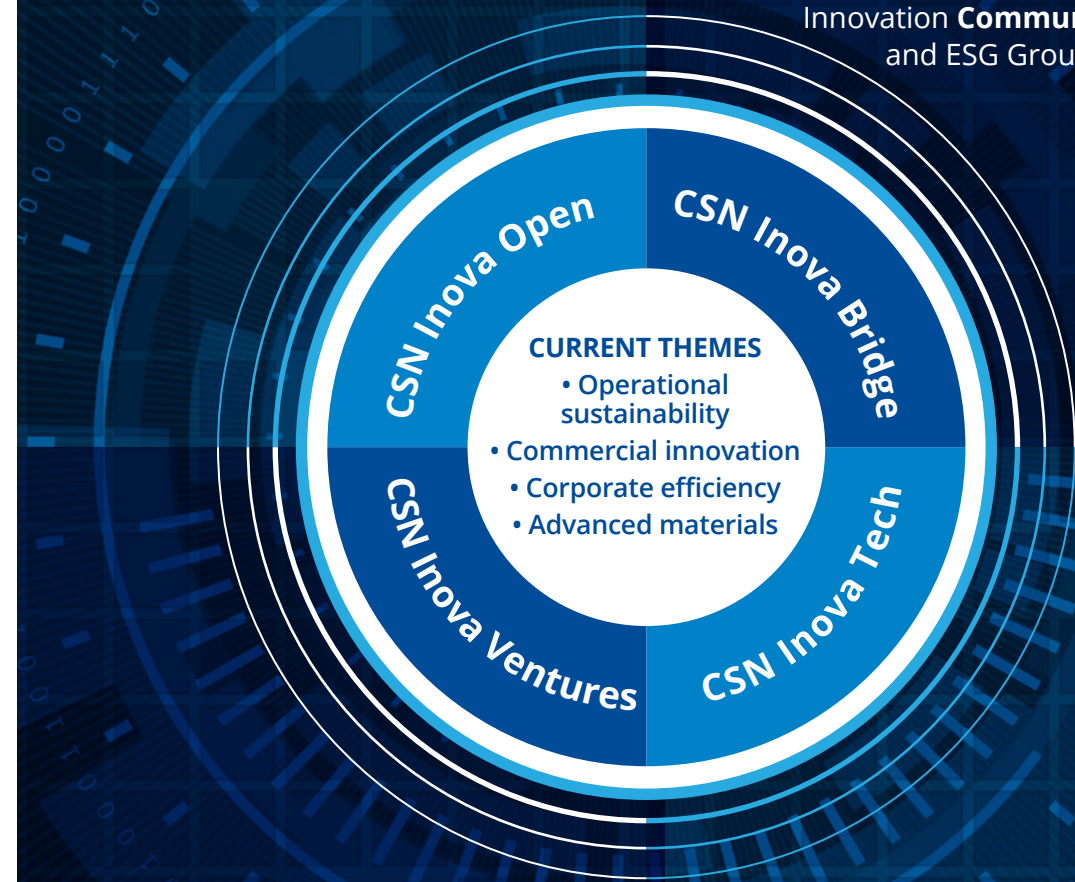 Innovation
and ESG
CSN Inova Open
CSN Inova Bridge
CURRENT THEMES
• Operational
sustainability
• Commercial innovation
• Corporate efficiency
• Advanced materials
CSN Inova Ventures
CSN Inova Tech